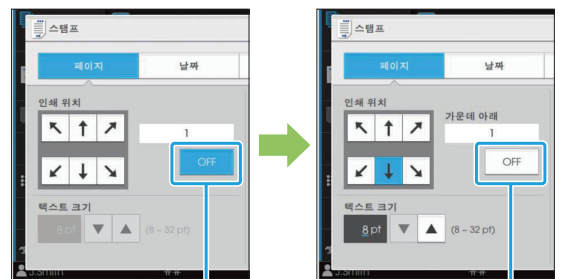 스탬프
페이지 날짜
인쇄 위치
1
OFF
텍스트 크기
8 pt (8 – 32 pt)
J.Smith
스탬프
페이지 날짜
인쇄 위치
가운데 아래
1
OFF
텍스트 크기
8 pt (8 – 32 pt)
J.Smith